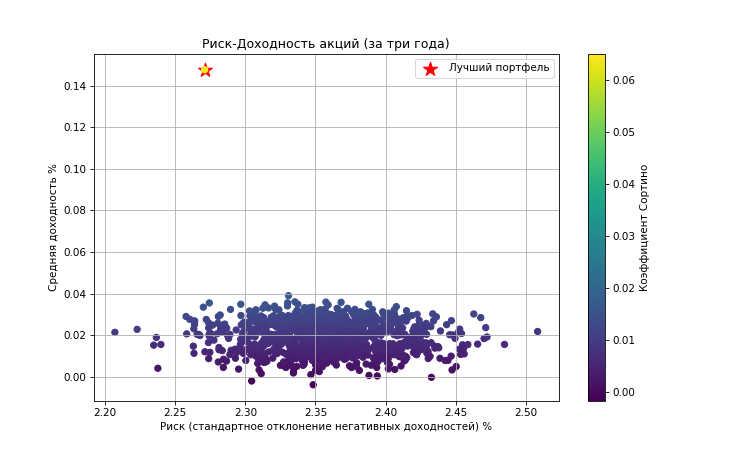 Риск-Доходность акций (за три года)
Лучший портфель
Средняя доходность %
0.14
0.12
0.10
0.08
0.06
0.04
0.02
0.00
2.20 2.25 2.30 2.35 2.40 2.45 2.50
Риск (стандартное отклонение негативных доходностей) %
0.06
0.05
0.04
0.03
0.02
0.01
0.00
Коэффициент Сортино